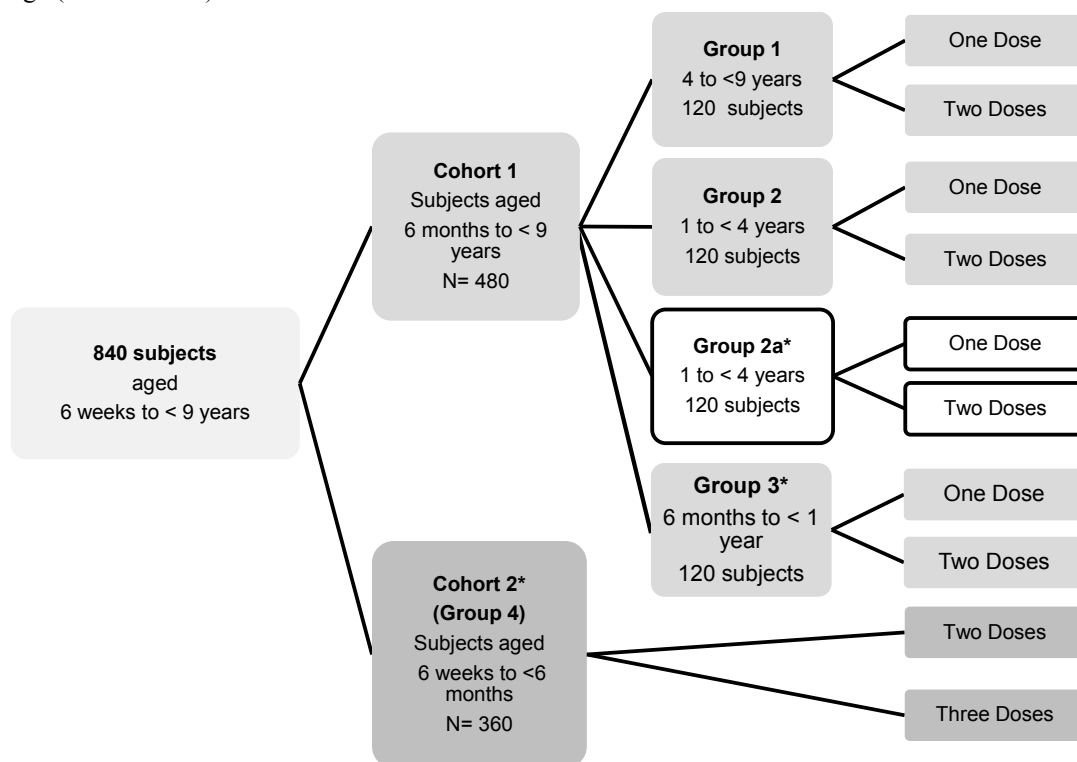 840 subjects
aged
6 weeks to < 9 years
Cohort 1
Subjects aged
6 months to < 9
years
N= 480
Group 1
4 to <9 years
120 subjects
One Dose
Two Doses
Group 2
1 to < 4 years
120 subjects
One Dose
Two Doses
Group 2a*
1 to < 4 years
120 subjects
One Dose
Two Doses
Group 3*
6 months to < 1
year
120 subjects
One Dose
Two Doses
Cohort 2*
(Group 4)
Subjects aged
6 weeks to <6
months
N= 360
Two Doses
Three Doses